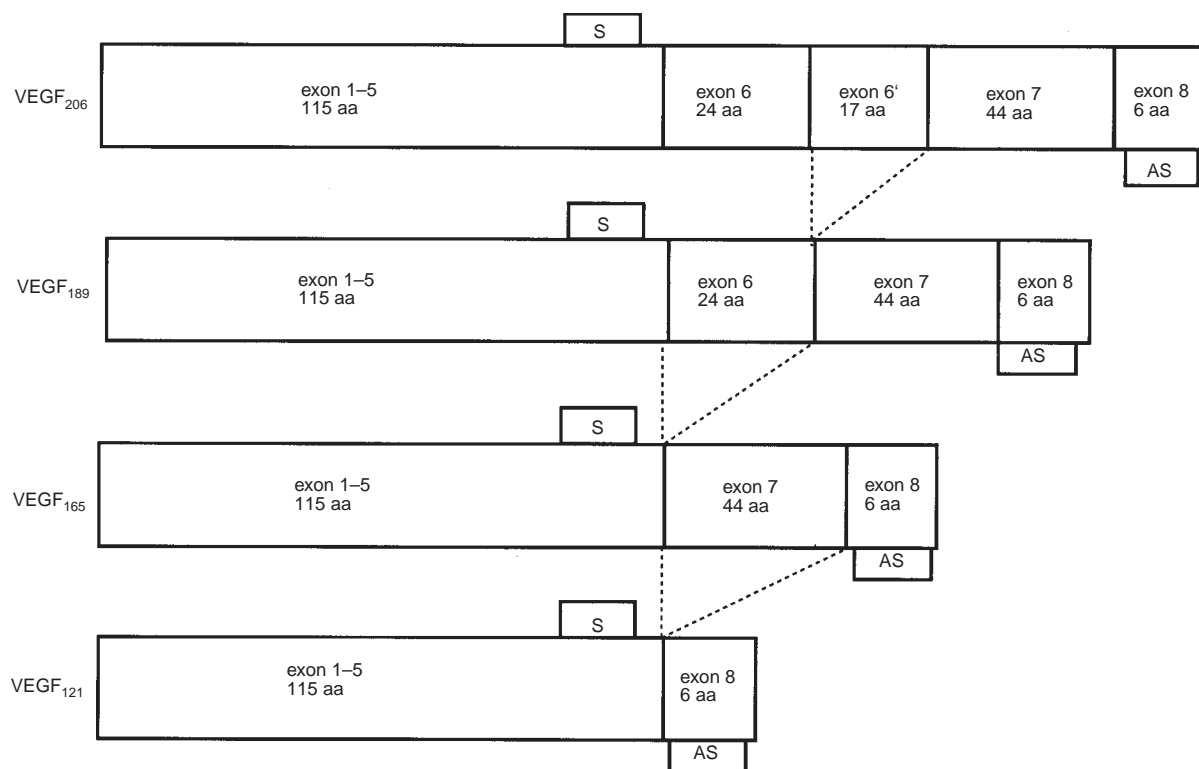 S
VEGF206
exon 1–5
115 aa
exon 6
24 aa
exon 6‘
17 aa
exon 7
44 aa
exon 8
6 aa
AS
S
VEGF189
exon 1–5
115 aa
exon 6
24 aa
exon 7
44 aa
exon 8
6 aa
AS
S
VEGF165
exon 1–5
115 aa
exon 7
44 aa
exon 8
6 aa
AS
S
VEGF121
exon 1–5
115 aa
exon 8
6 aa
AS